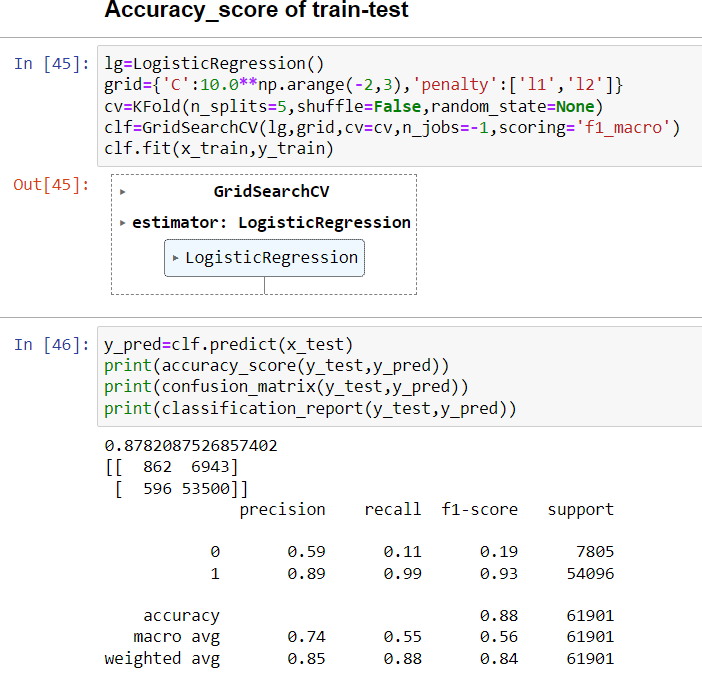 Accuracy_score of train-test
In [45]:
lg=LogisticRegression()
grid={'C':10.0**np.arange(-2,3),'penalty':['l1','l2']}
cv=KFold(n_splits=5,shuffle=False,random_state=None)
clf=GridSearchCV(lg,grid,cv=cv,n_jobs=-1,scoring='f1_macro')
clf.fit(x_train,y_train)
Out[45]:
GridSearchCV
estimator: LogisticRegression
LogisticRegression
In [46]:
y_pred=clf.predict(x_test)
print(accuracy_score(y_test,y_pred))
print(confusion_matrix(y_test,y_pred))
print(classification_report(y_test,y_pred))
0.8782087526857402
[[  862  6943]
 [  596 53500]]
              precision    recall  f1-score   support
           0       0.59      0.11      0.19      7805
           1       0.89      0.99      0.93     54096
    accuracy                           0.88     61901
   macro avg       0.74      0.55      0.56     61901
weighted avg       0.85      0.88      0.84     61901